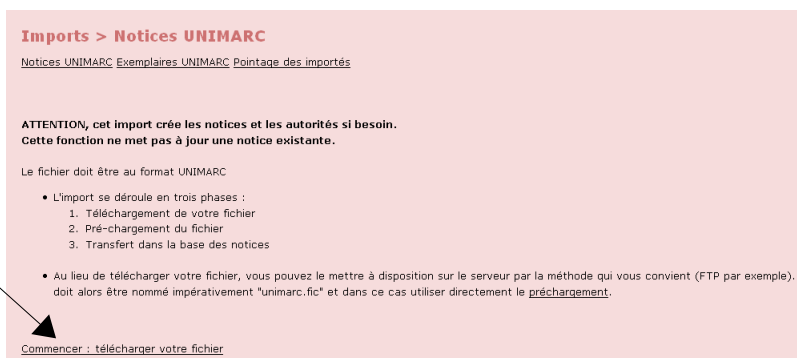 Imports > Notices UNIMARC
Notices UNIMARC Exemplaires UNIMARC Pointage des importés
ATTENTION, cet import crée les notices et les autorités si besoin.
Cette fonction ne met pas à jour une notice existante.
Le fichier doit être au format UNIMARC
• L'import se déroule en trois phases :
1. Téléchargement de votre fichier
2. Pré-chargement du fichier
3. Transfert dans la base des notices
• Au lieu de télécharger votre fichier, vous pouvez le mettre à disposition sur le serveur par la méthode qui vous convient (FTP par exemple).
doit alors être nommé impérativement "unimarc.fic" et dans ce cas utiliser directement le préchargement.
Commencer : télécharger votre fichier